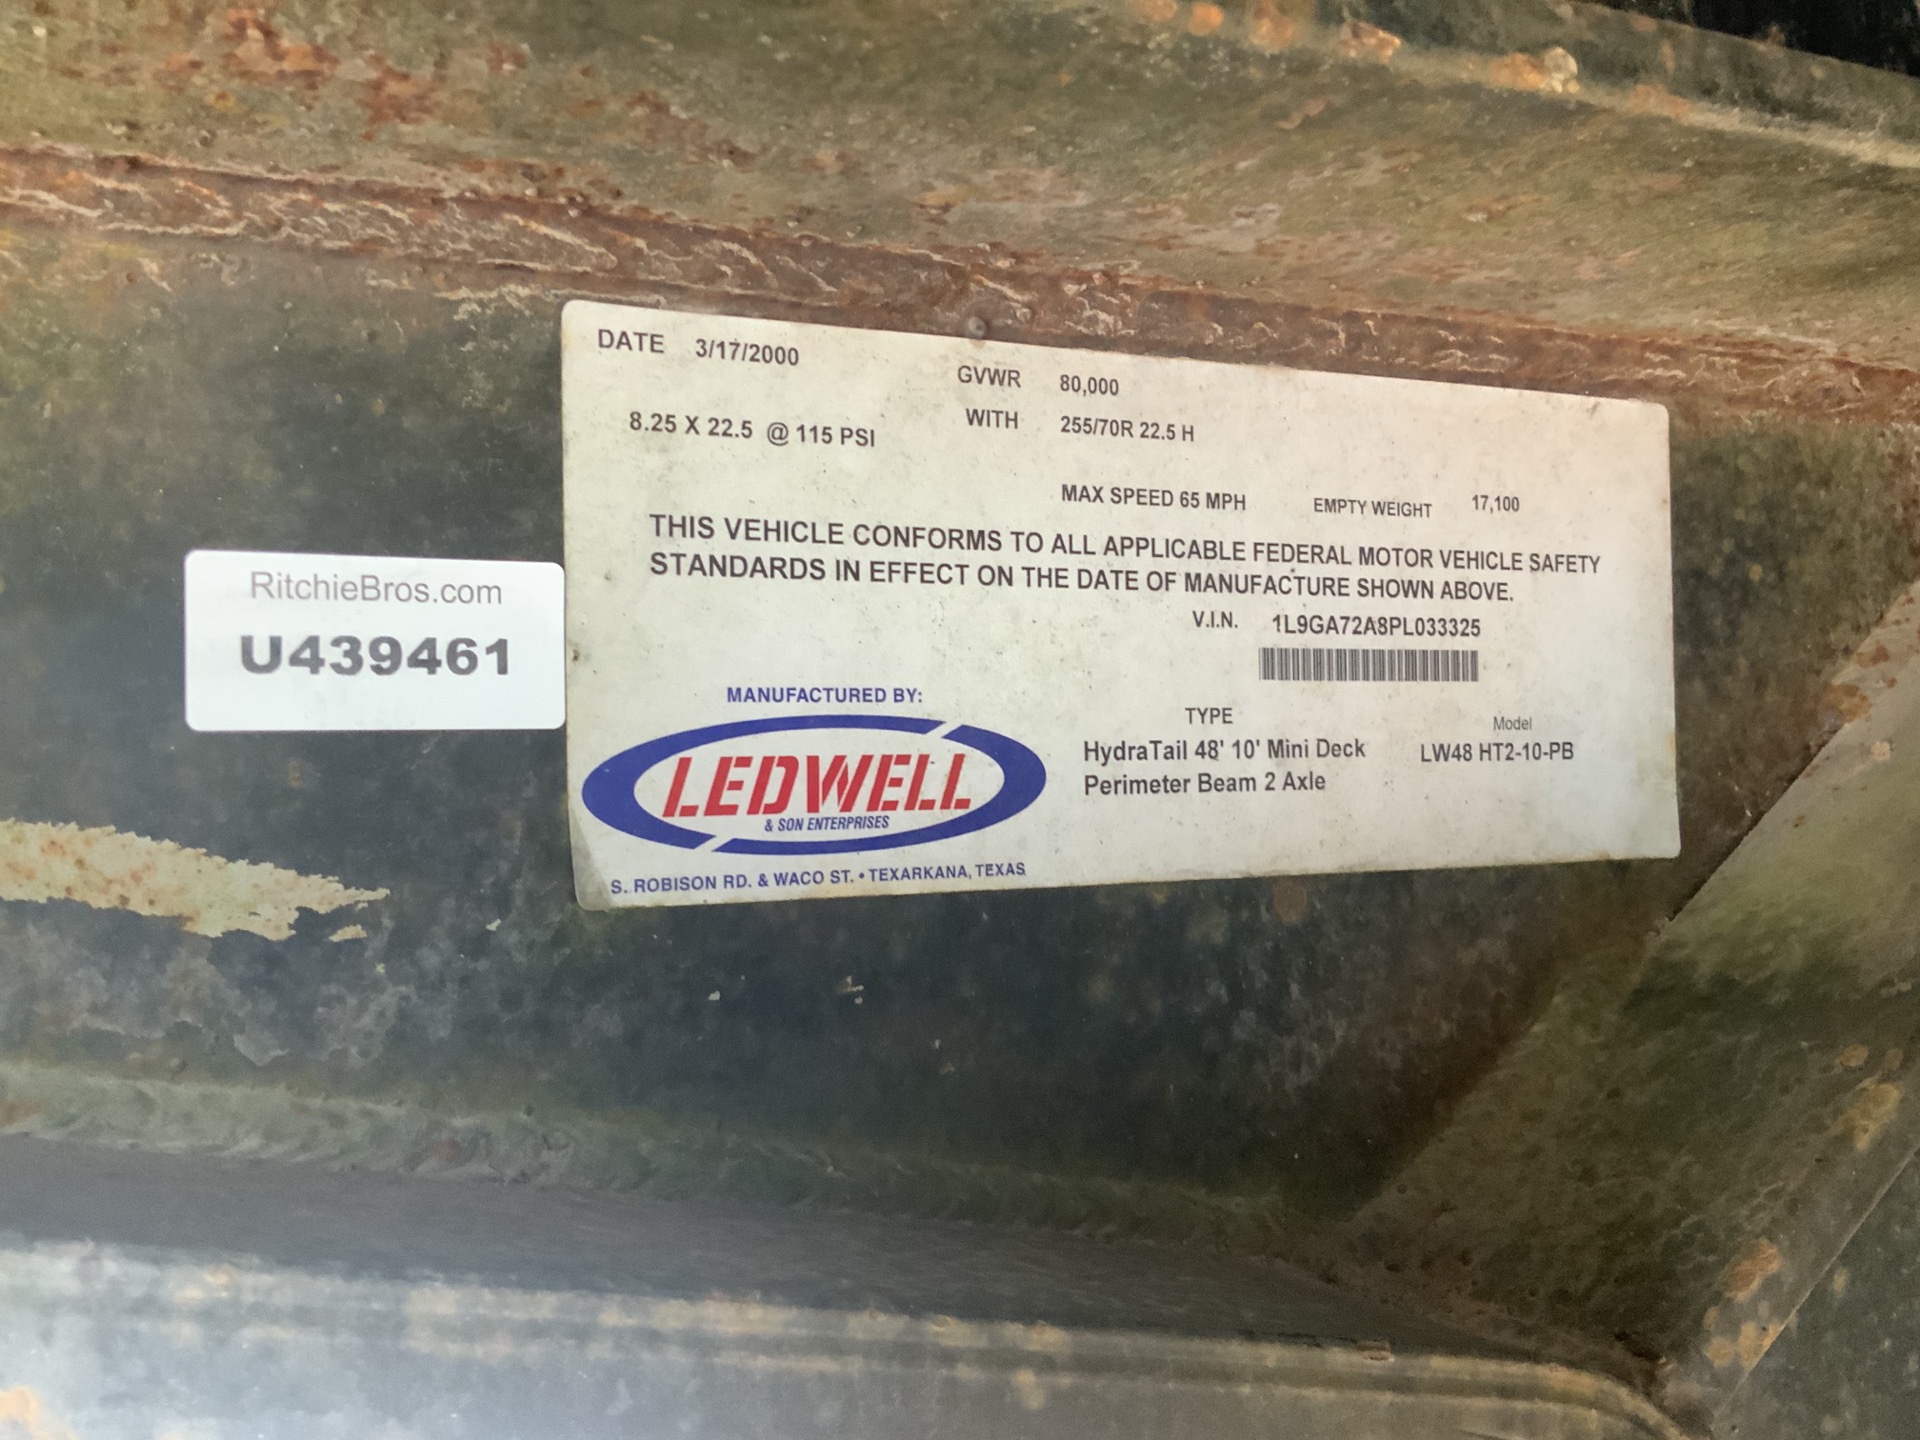 DATE 3/17/2000
GVWR 80,000
8.25 X 22.5 @ 115 PSI WITH 255/70R 22.5 H
MAX SPEED 65 MPH EMPTY WEIGHT 17,100
THIS VEHICLE CONFORMS TO ALL APPLICABLE FEDERAL MOTOR VEHICLE SAFETY
STANDARDS IN EFFECT ON THE DATE OF MANUFACTURE SHOWN ABOVE.
V.I.N. 1L9GA72A8PL033325
RitchieBros.com
U439461
MANUFACTURED BY:
LEDWELL
& SON ENTERPRISES
S. ROBISON RD. & WACO ST. • TEXARKANA, TEXAS
TYPE Model
HydraTail 48' 10' Mini Deck LW48 HT2-10-PB
Perimeter Beam 2 Axle